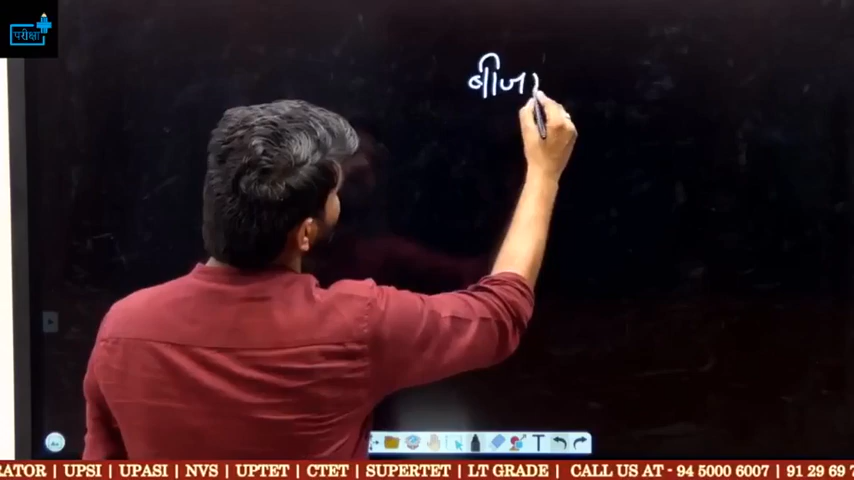 परीक्षा
बीज
RATOR | UPSI | UPASI | NVS | UPTET | CTET | SUPERTET | LT GRADE | CALL US AT - 94 5000 6007 | 91 29 69 7
T